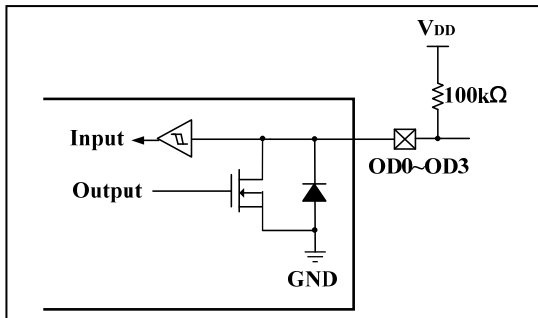 VDD
100kΩ
Input
OD0~OD3
Output
GND